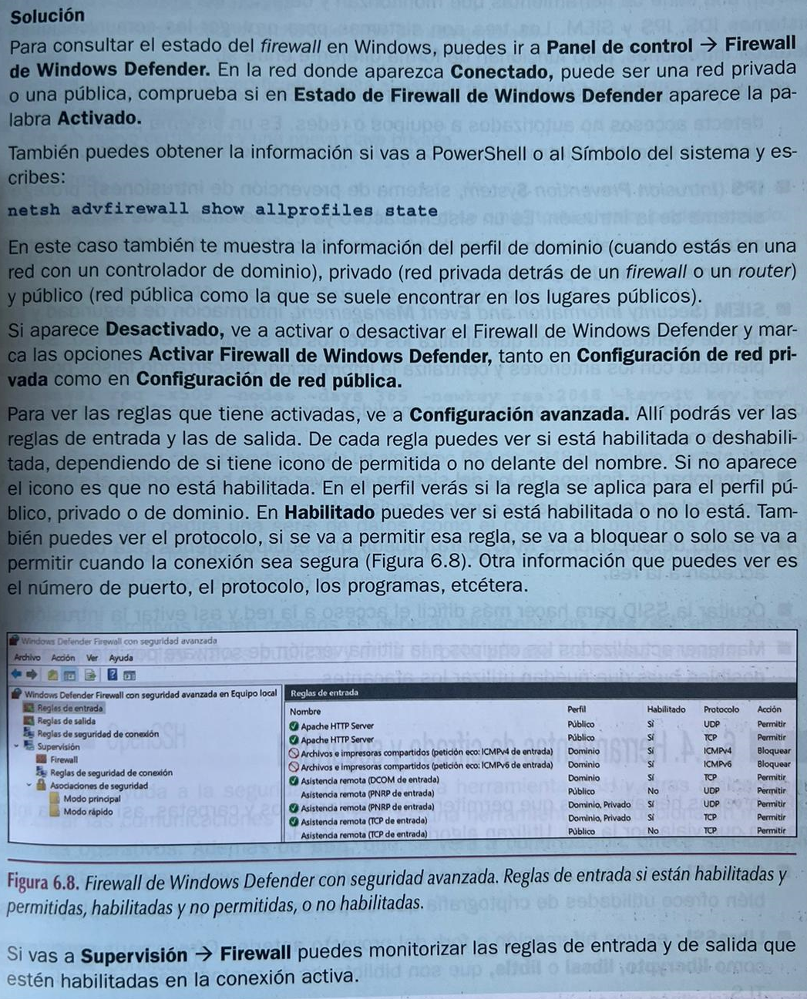 Solución
Para consultar el estado del firewall en Windows, puedes ir a Panel de control → Firewall
de Windows Defender. En la red donde aparezca Conectado, puede ser una red privada
o una pública, comprueba si en Estado de Firewall de Windows Defender aparece la pa-
labra Activado.
También puedes obtener la información si vas a PowerShell o al Símbolo del sistema y es-
cribes:
netsh advfirewall show allprofiles state
En este caso también te muestra la información del perfil de dominio (cuando estás en una
red con un controlador de dominio), privado (red privada detrás de un firewall o un router)
y público (red pública como la que se suele encontrar en los lugares públicos).
Si aparece Desactivado, ve a activar o desactivar el Firewall de Windows Defender y mar-
ca las opciones Activar Firewall de Windows Defender, tanto en Configuración de red pri-
vada como en Configuración de red pública.
Para ver las reglas que tiene activadas, ve a Configuración avanzada. Allí podrás ver las
reglas de entrada y las de salida. De cada regla puedes ver si está habilitada o deshabili-
tada, dependiendo de si tiene icono de permitida o no delante del nombre. Si no aparece
el icono es que no está habilitada. En el perfil verás si la regla se aplica para el perfil pú-
blico, privado o de dominio. En Habilitado puedes ver si está habilitada o no lo está. Tam-
bién puedes ver el protocolo, si se va a permitir esa regla, se va a bloquear o solo se va a
permitir cuando la conexión sea segura (Figura 6.8). Otra información que puedes ver es
el número de puerto, el protocolo, los programas, etcétera.
Windows Defender Firewall con seguridad avanzada
Archivo Acción Ver Ayuda
Windows Defender Firewall con seguridad avanzada en Equipo local
Reglas de entrada
Reglas de salida
Reglas de seguridad de conexión
Supervisión
Firewall
Reglas de seguridad de conexión
Asociaciones de seguridad
Modo principal
Modo rápido
Reglas de entrada
Nombre Perfil Habilitado Protocolo Acción
Apache HTTP Server Público Sí UDP Permitir
Apache HTTP Server Público Sí TCP Permitir
Archivos e impresoras compartidos (petición eco: ICMPv4 de entrada) Dominio Sí ICMPv4 Bloquear
Archivos e impresoras compartidos (petición eco: ICMPv6 de entrada) Dominio Sí ICMPv6 Bloquear
Asistencia remota (DCOM de entrada) Dominio Sí TCP Permitir
Asistencia remota (PNRP de entrada) Público No UDP Permitir
Asistencia remota (PNRP de entrada) Dominio, Privado Sí UDP Permitir
Asistencia remota (TCP de entrada) Dominio, Privado Sí TCP Permitir
Asistencia remota (TCP de entrada) Público No TCP Permitir
Figura 6.8. Firewall de Windows Defender con seguridad avanzada. Reglas de entrada si están habilitadas y
permitidas, habilitadas y no permitidas, o no habilitadas.
Si vas a Supervisión → Firewall puedes monitorizar las reglas de entrada y de salida que
estén habilitadas en la conexión activa.